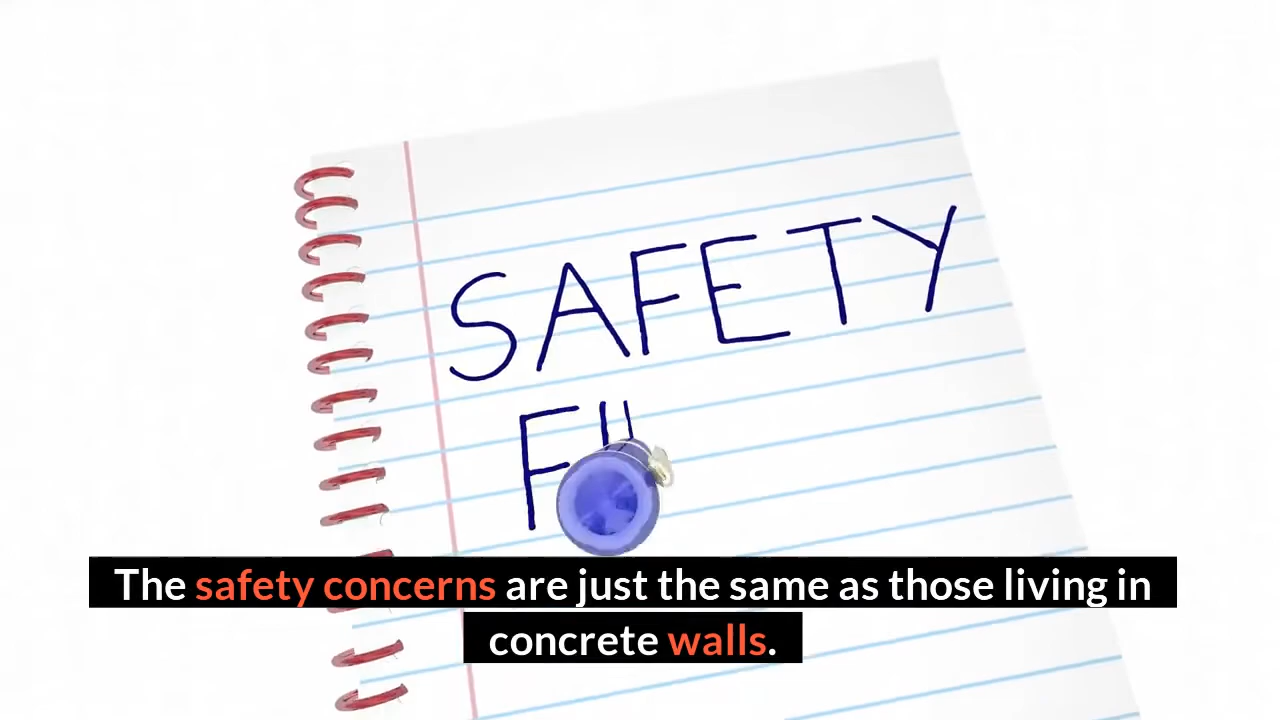 SAFETY
The safety concerns are just the same as those living in
concrete walls.